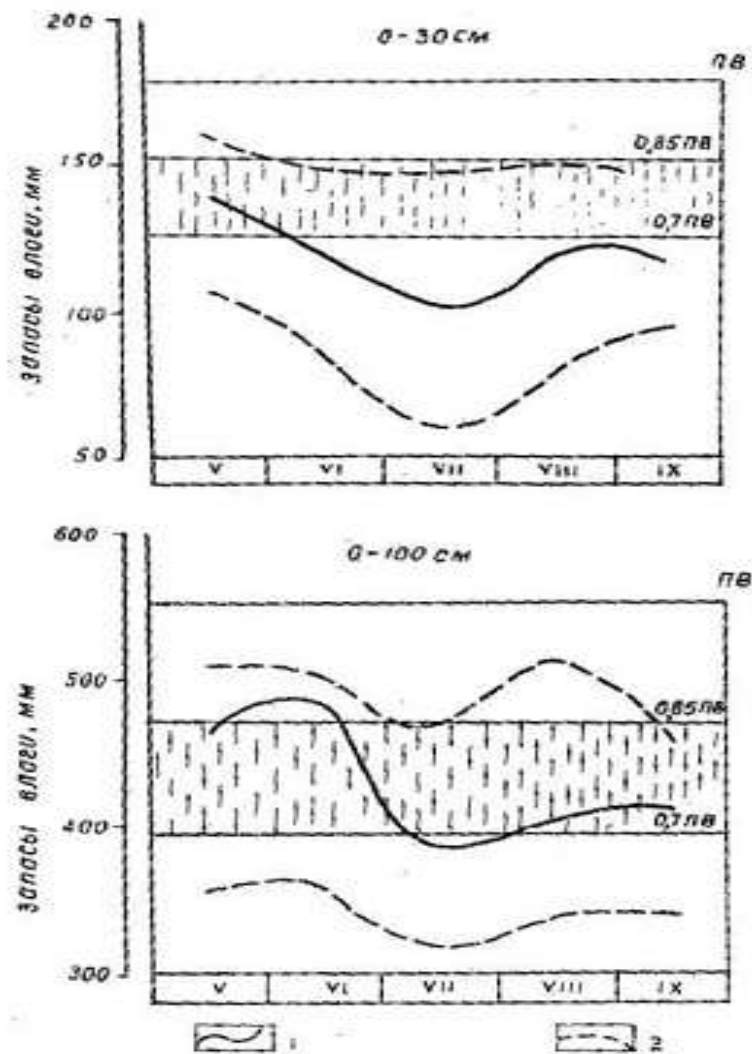 200
0-30 см
ПВ
0,85ПВ
150
0,7ПВ
100
50
Запасы влаги, мм
V VI VII VIII IX
600
0-100 см
ПВ
500
0,85ПВ
400
0,7ПВ
300
Запасы влаги, мм
V VI VII VIII IX
1 2